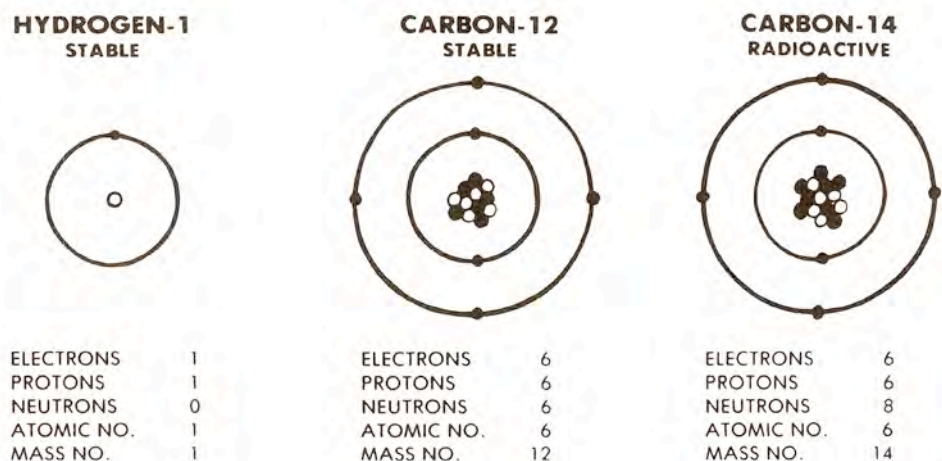 HYDROGEN-1
STABLE
ELECTRONS 1
PROTONS 1
NEUTRONS 0
ATOMIC NO. 1
MASS NO. 1
CARBON-12
STABLE
ELECTRONS 6
PROTONS 6
NEUTRONS 6
ATOMIC NO. 6
MASS NO. 12
CARBON-14
RADIOACTIVE
ELECTRONS 6
PROTONS 6
NEUTRONS 8
ATOMIC NO. 6
MASS NO. 14